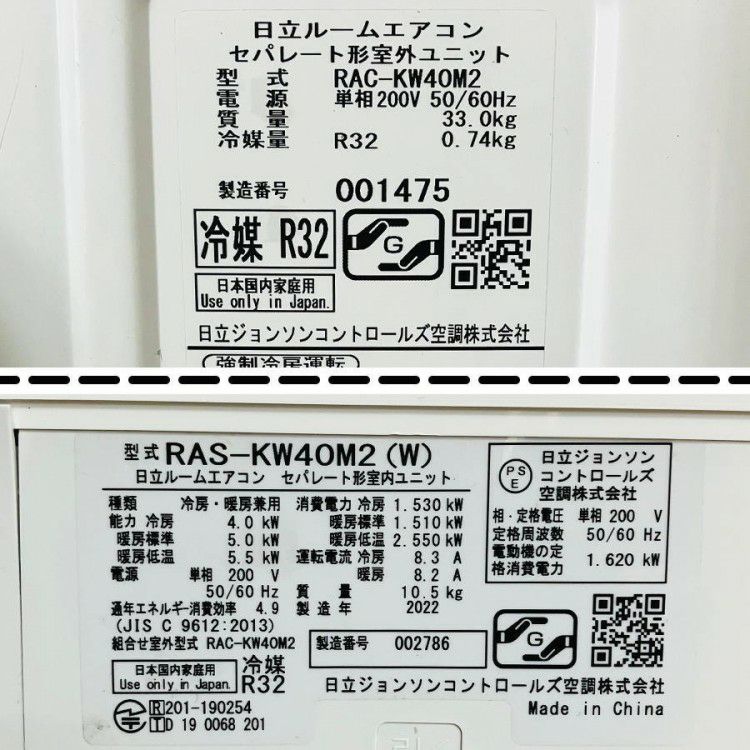 日立ルームエアコン
セパレート形室外ユニット
型式 RAC-KW40M2
電源 単相200V 50/60Hz
質量 33.0kg
冷媒量 R32 0.74kg
製造番号 001475
冷媒 R32
G
日本国内家庭用
Use only in Japan.
日立ジョンソンコントロールズ空調株式会社
強制冷房運転
型式 RAS-KW40M2(W)
日立ルームエアコン セパレート形室内ユニット
種類 冷房・暖房兼用
能力 冷房 4.0 kW
暖房標準 5.0 kW
暖房低温 5.5 kW
電源 単相 200 V
50/60 Hz
通年エネルギー消費効率 4.9
(JIS C 9612:2013)
組合せ室外型式 RAC-KW40M2
消費電力 冷房 1.530 kW
暖房標準 1.510 kW
暖房低温 2.550 kW
運転電流 冷房 8.3 A
暖房 8.2 A
質量 10.5kg
製造年 2022
製造番号 002786
日本国内家庭用
Use only in Japan.
冷媒
R32
R 201-190254
T D 19 0068 201
PS
E
日立ジョンソン
コントロールズ
空調株式会社
相・定格電圧 単相 200 V
定格周波数 50/60 Hz
電動機の定
格消費電力 1.620 kW
G
日立ジョンソンコントロールズ空調株式会社
Made in China